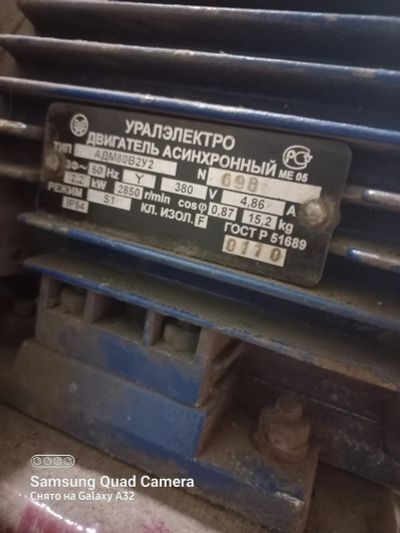 УРАЛЭЛЕКТРО
ДВИГАТЕЛЬ АСИНХРОННЫЙ МЕ 05
ТИП АДМ80В2У2 N 698
3Ф~ 50 Hz Y 380 V 4,86 A
2,2 kW 2850 r/min cosφ 0,87 15,2 kg
РЕЖИМ S1 КЛ. ИЗОЛ. F ГОСТ Р 51689
IP54 0110
SAMSUNG Quad Camera
Снято на Galaxy A32